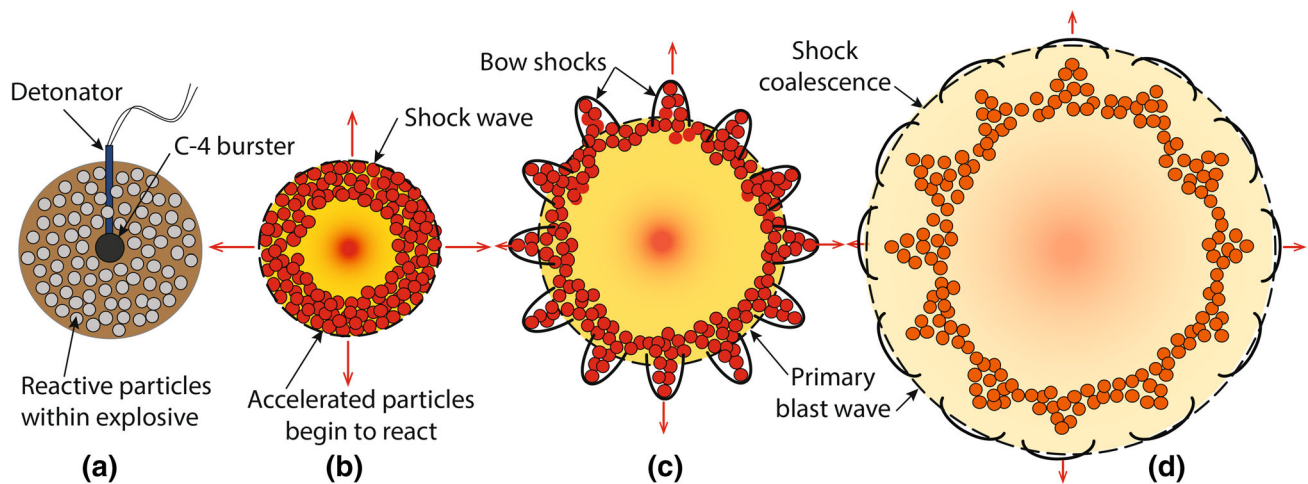 Detonator
C-4 burster
Reactive particles
within explosive
(a)
Shock wave
Accelerated particles
begin to react
(b)
Bow shocks
(c)
Shock
coalescence
Primary
blast wave
(d)